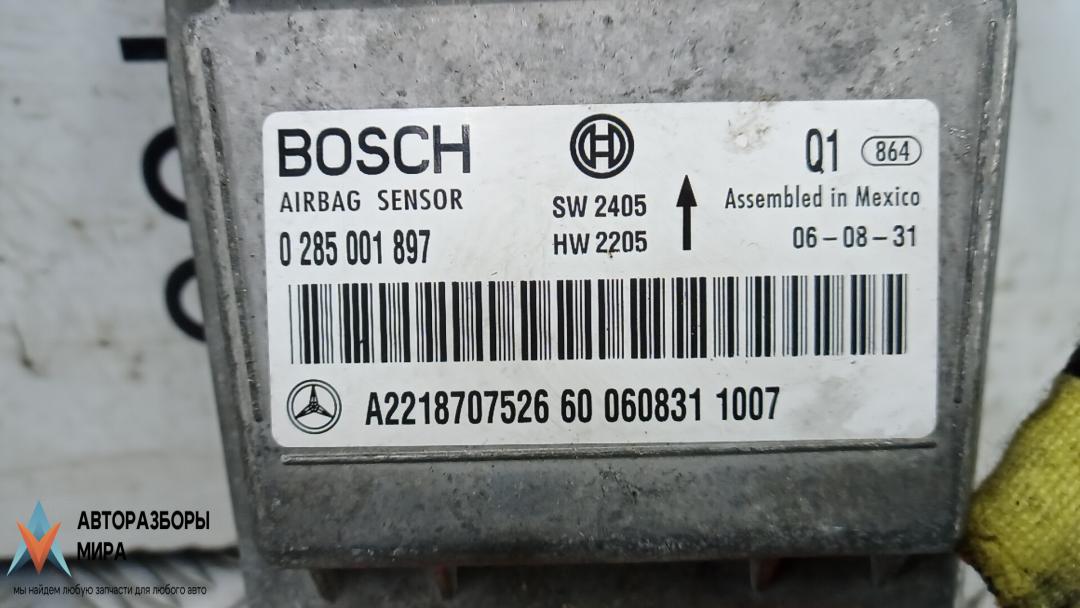 BOSCH
AIRBAG SENSOR
0 285 001 897
SW 2405
HW 2205
Q1 864
Assembled in Mexico
06-08-31
A2218707526 60 060831 1007
АВТОРАЗБОРЫ
МИРА
мы найдем любую запчасти для любого авто